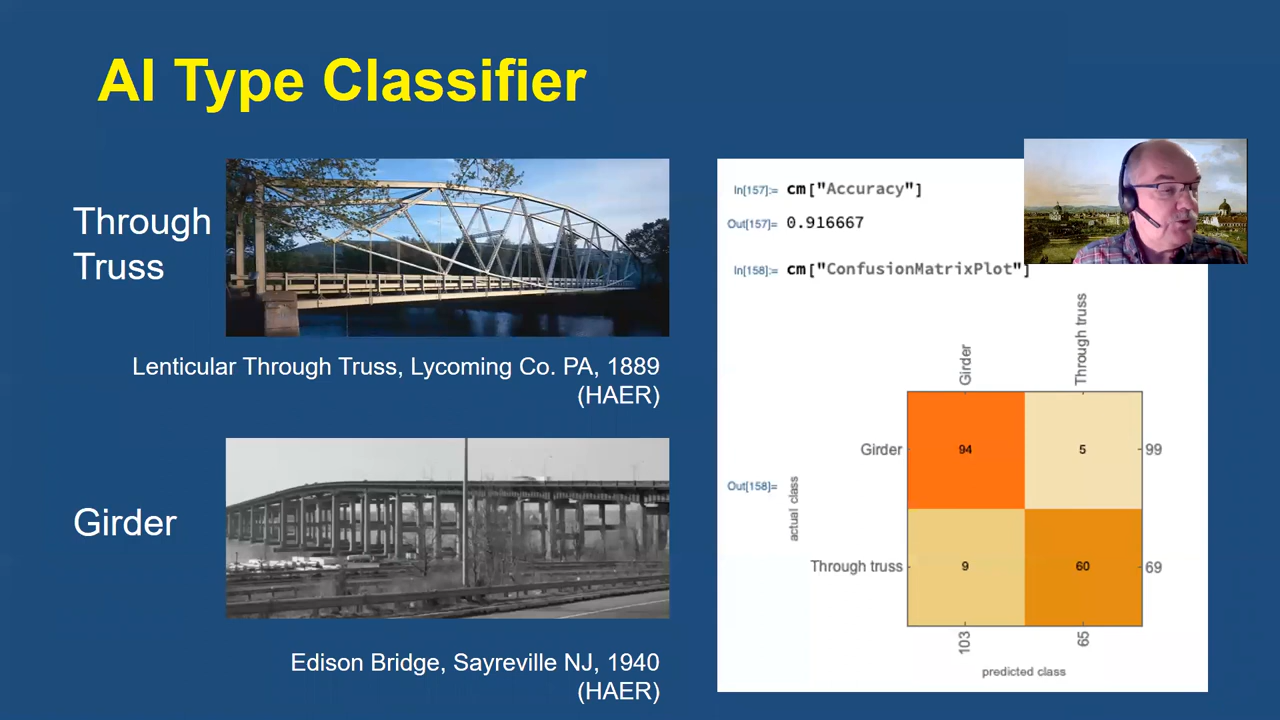 AI Type Classifier
Through
Truss
Lenticular Through Truss, Lycoming Co. PA, 1889
(HAER)
Girder
Edison Bridge, Sayreville NJ, 1940
(HAER)
In[157]:= cm["Accuracy"]
Out[157]= 0.916667
In[158]:= cm["ConfusionMatrixPlot"]
Girder
Through truss
Girder 94 5 99
Out[158]=
actual class
Through truss 9 60 69
103 65
predicted class